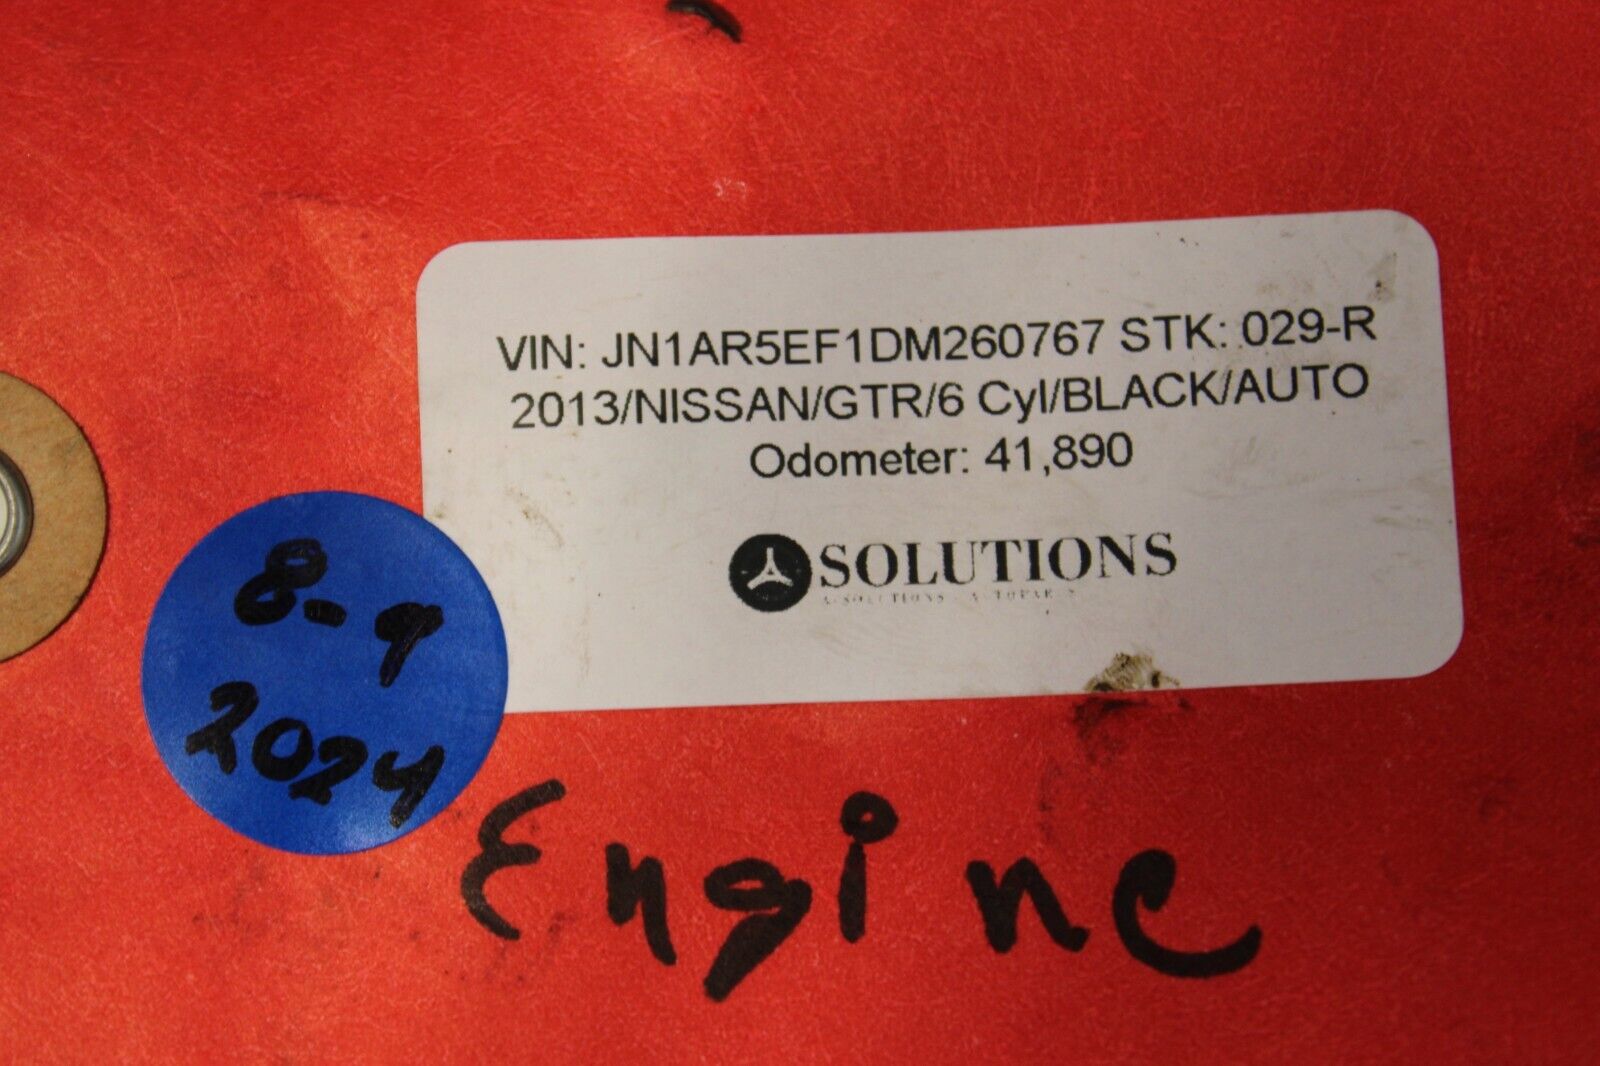 VIN: JN1AR5EF1DM260767 STK: 029-R
2013/NISSAN/GTR/6 Cyl/BLACK/AUTO
Odometer: 41,890
SOLUTIONS
8-9
2024
Engine